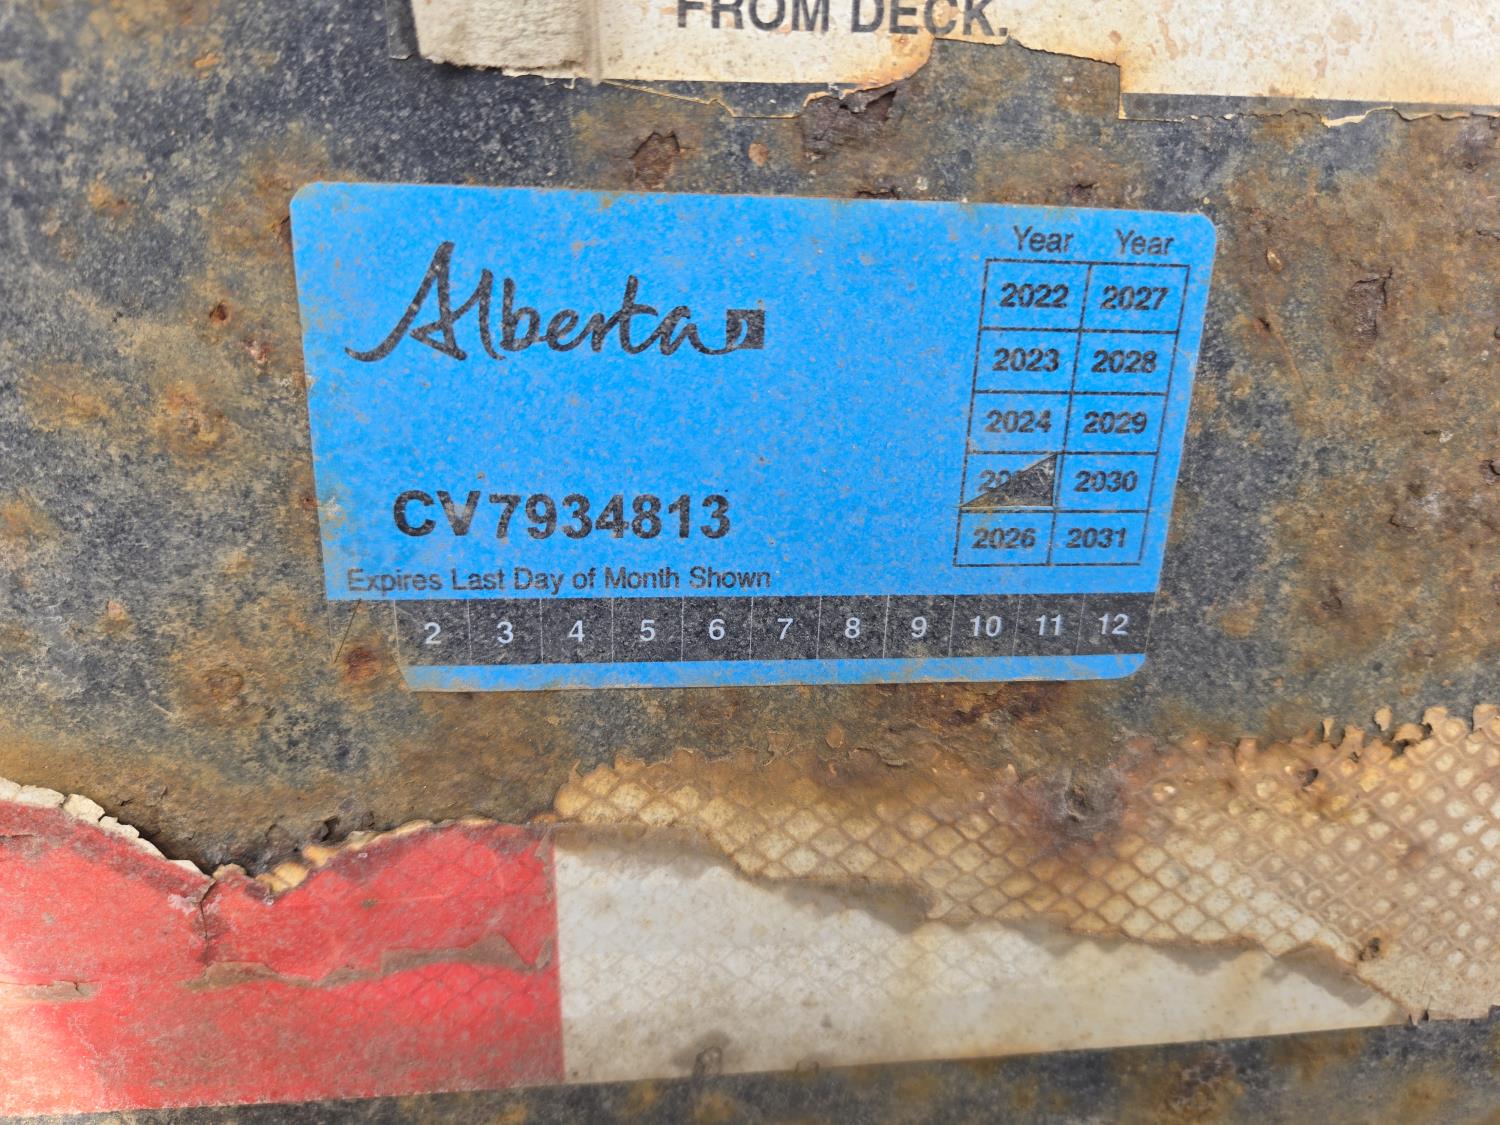 FROM DECK.
Alberta
Year Year
2022 2027
2023 2028
2024 2029
2030
2026 2031
CV7934813
Expires Last Day of Month Shown
2 3 4 5 6 7 8 9 10 11 12